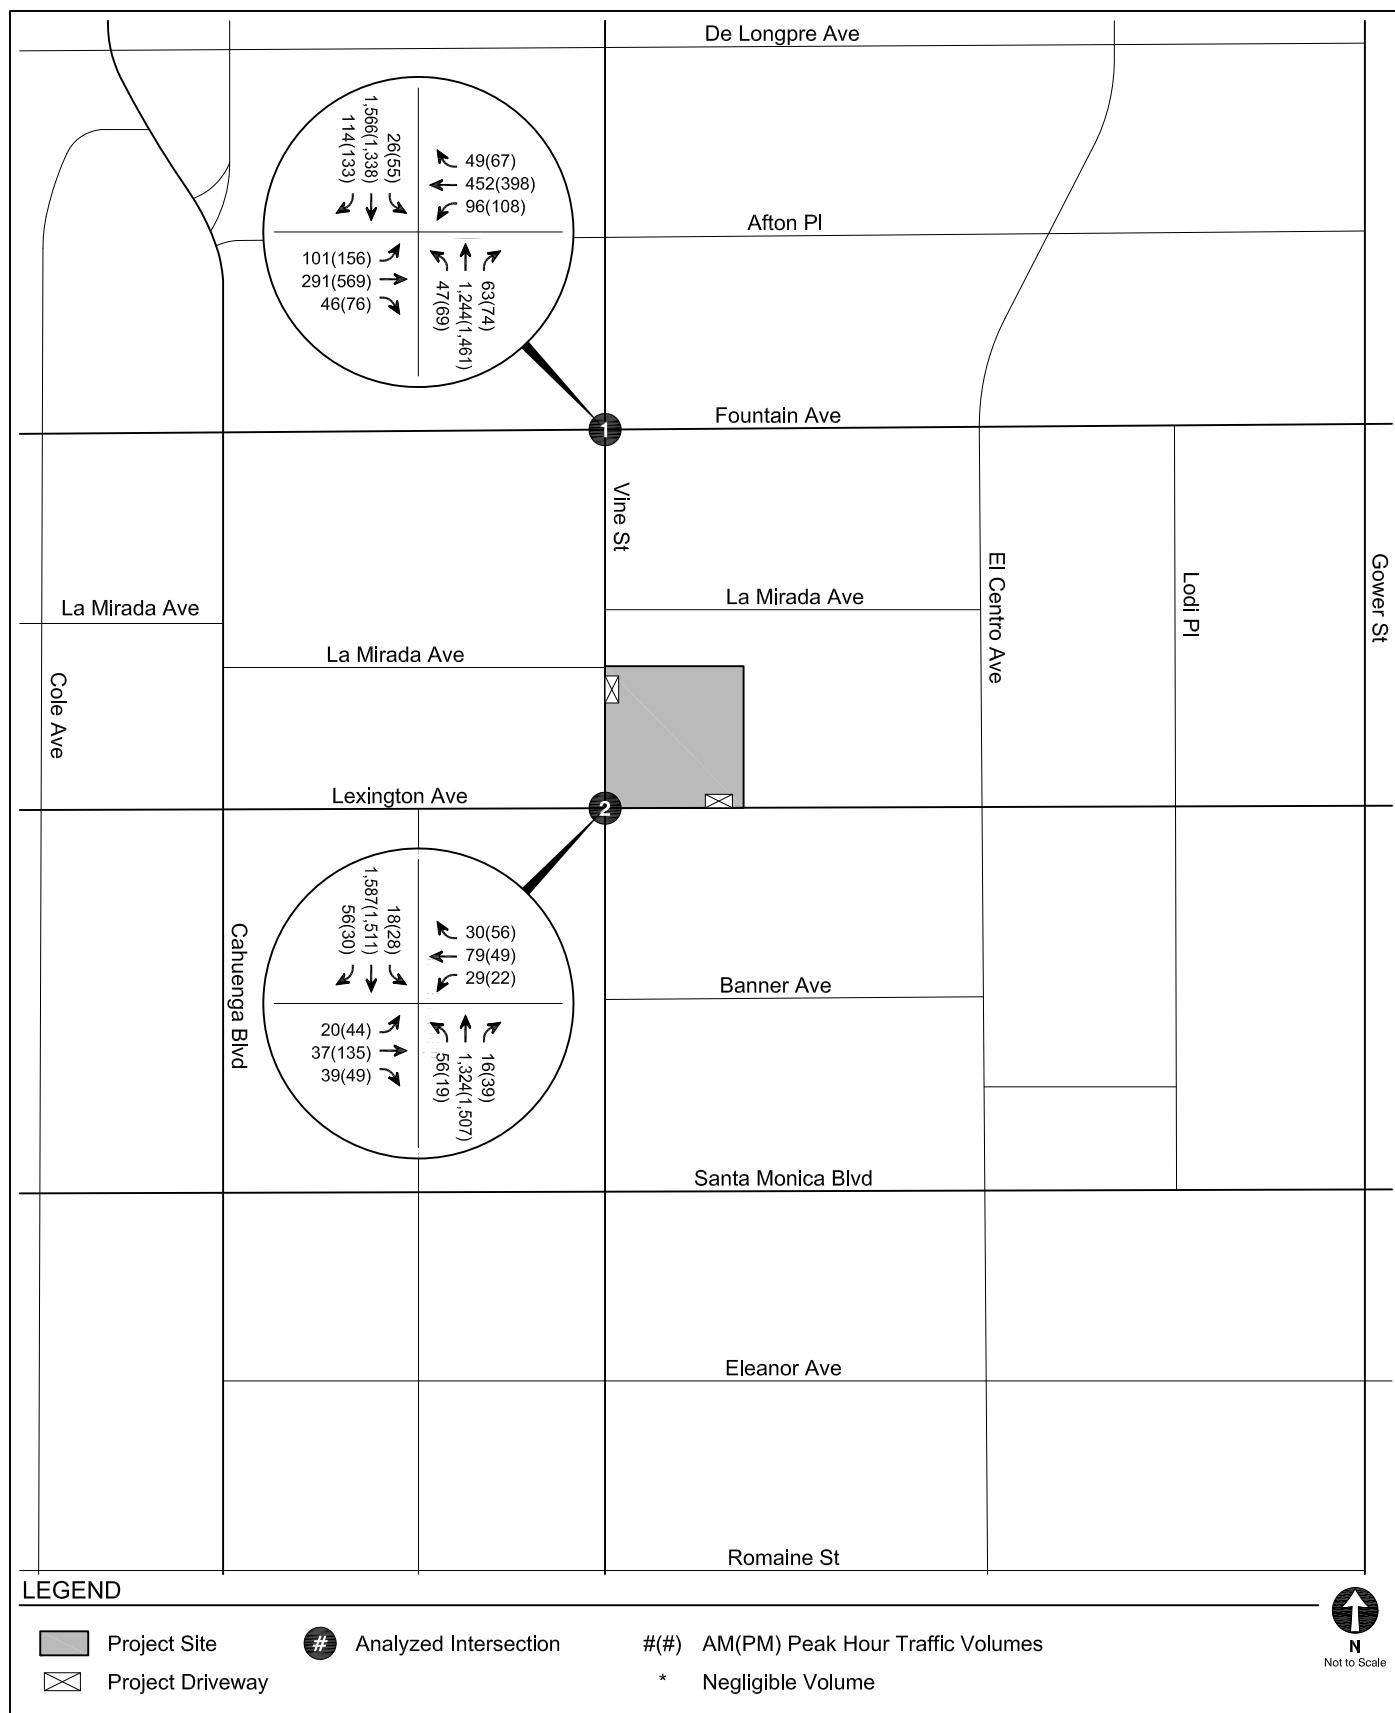 De Longpre Ave
114(133)
1,566(1,338)
26(55)
49(67)
452(398)
96(108)
Afton Pl
101(156)
291(569)
46(76)
47(69)
1,244(1,461)
63(74)
Fountain Ave
1
Vine St
El Centro Ave
Lodi Pl
Gower St
La Mirada Ave
La Mirada Ave
La Mirada Ave
Cole Ave
Lexington Ave
2
56(30)
1,587(1,511)
18(28)
30(56)
79(49)
29(22)
Cahuenga Blvd
20(44)
37(135)
39(49)
56(19)
1,324(1,507)
16(39)
Banner Ave
Santa Monica Blvd
Eleanor Ave
Romaine St
LEGEND
Project Site
# Analyzed Intersection
#(#) AM(PM) Peak Hour Traffic Volumes
Project Driveway
* Negligible Volume
N
Not to Scale